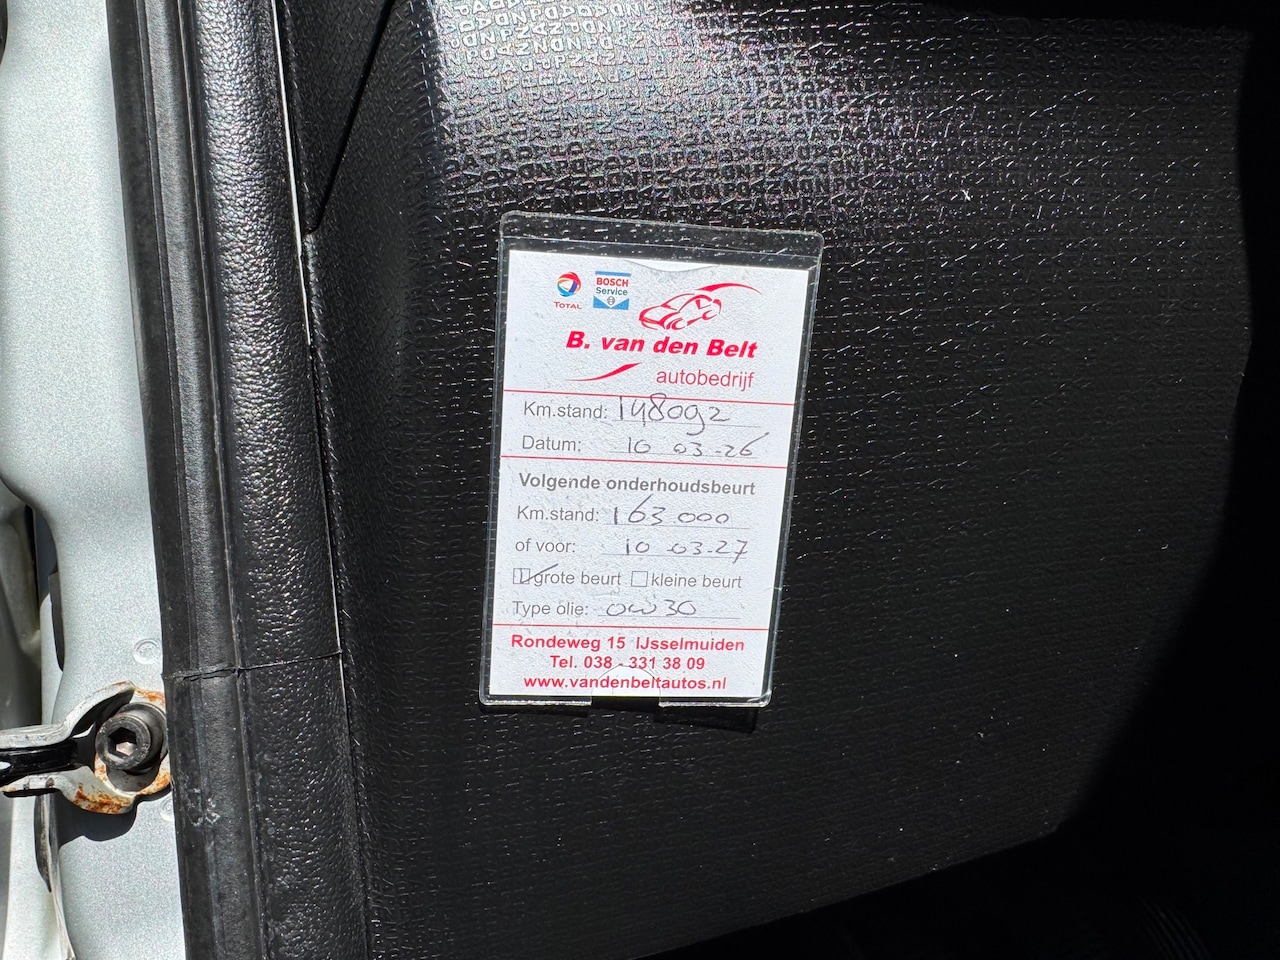 TOTAL
BOSCH
Service
B. van den Belt
autobedrijf
Km.stand: 148092
Datum: 10 03-26
Volgende onderhoudsbeurt
Km.stand: 163.000
of voor: 10-03-27
grote beurt kleine beurt
Type olie: 0W30
Rondeweg 15 IJsselmuiden
Tel. 038 - 331 38 09
www.vandenbeltautos.nl